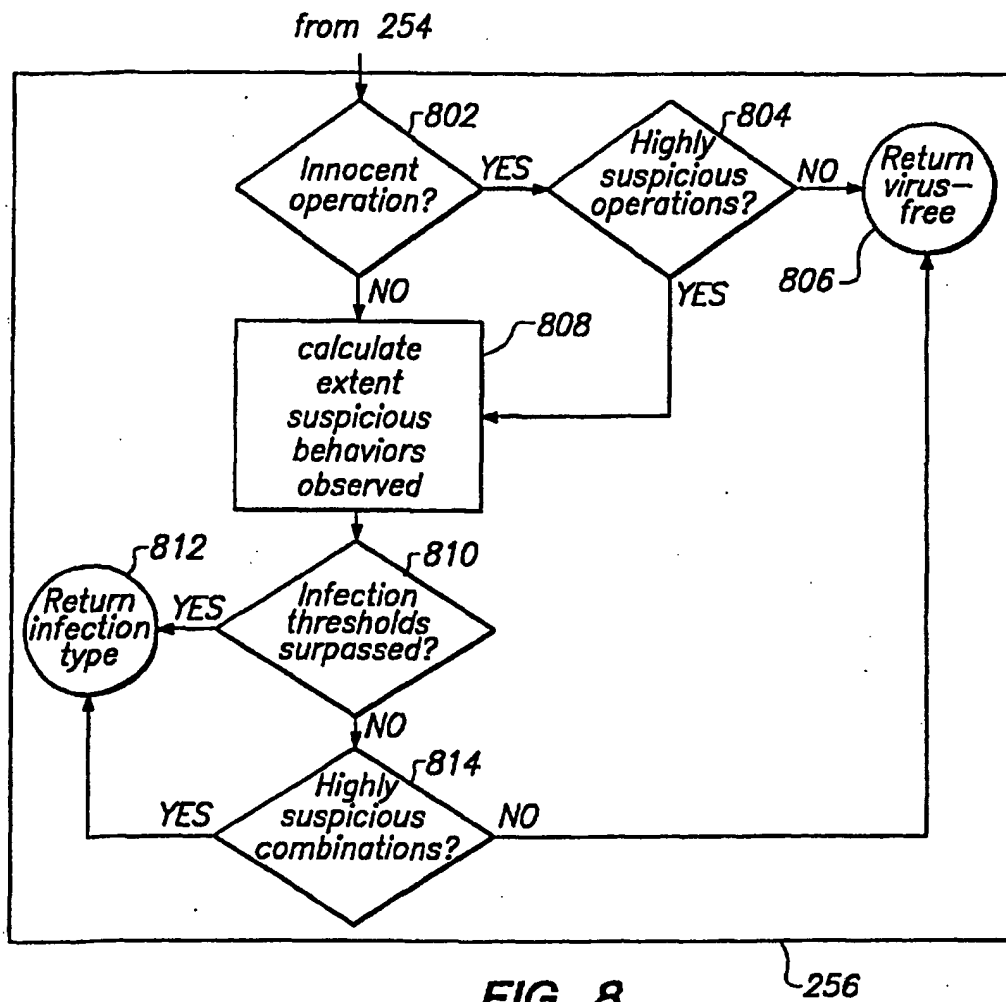 from 254
802
Innocent
operation?
YES
804
Highly
suspicious
operations?
NO
Return
virus-
free
806
NO
YES
808
calculate
extent
suspicious
behaviors
observed
812
Return
infection
type
YES
810
Infection
thresholds
surpassed?
NO
814
Highly
suspicious
combinations?
YES
NO
256
FIG. 8